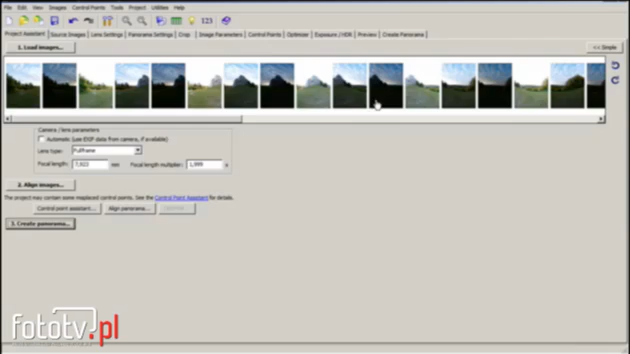 File Edit View Images Control Points Tools Project Utilities Help
123
Project Assistant Source Images Lens Settings Panorama Settings Crop Image Parameters Control Points Optimizer Exposure / HDR Preview Create Panorama
1. Load images... << Simple
Camera / lens parameters
Automatic (use EXIF data from camera, if available)
Lens type: Fullframe
Focal length: 7,923 mm Focal length multiplier: 1,999 x
2. Align images...
The project may contain some misplaced control points. See the Control Point Assistant for details.
Control point assistant... Align panorama...
3. Create panorama...
fototv.pl